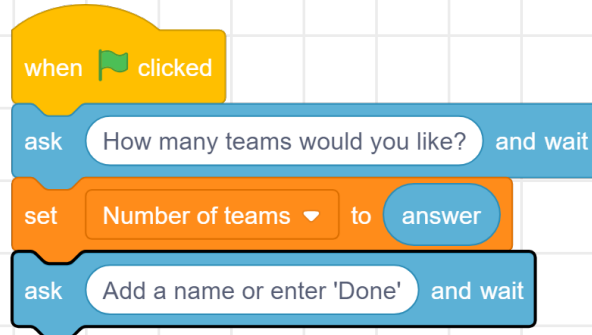 when clicked
ask How many teams would you like? and wait
set Number of teams to answer
ask Add a name or enter 'Done' and wait